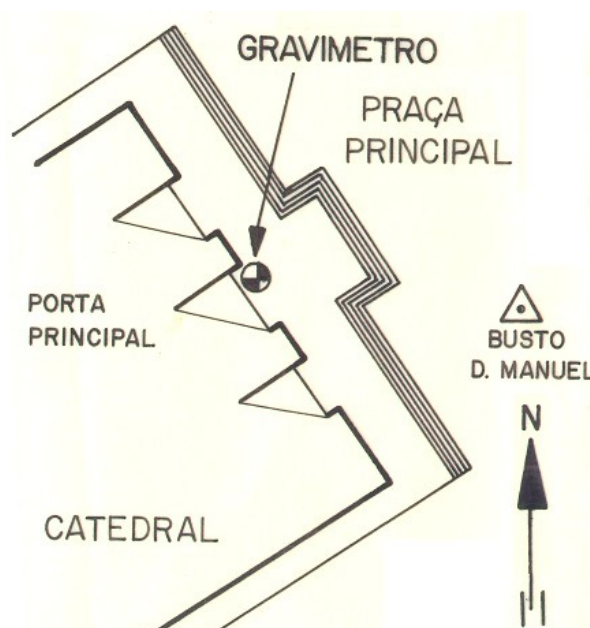 GRAVIMETRO
PRAÇA
PRINCIPAL
PORTA
PRINCIPAL
BUSTO
D. MANUEL
N
CATEDRAL